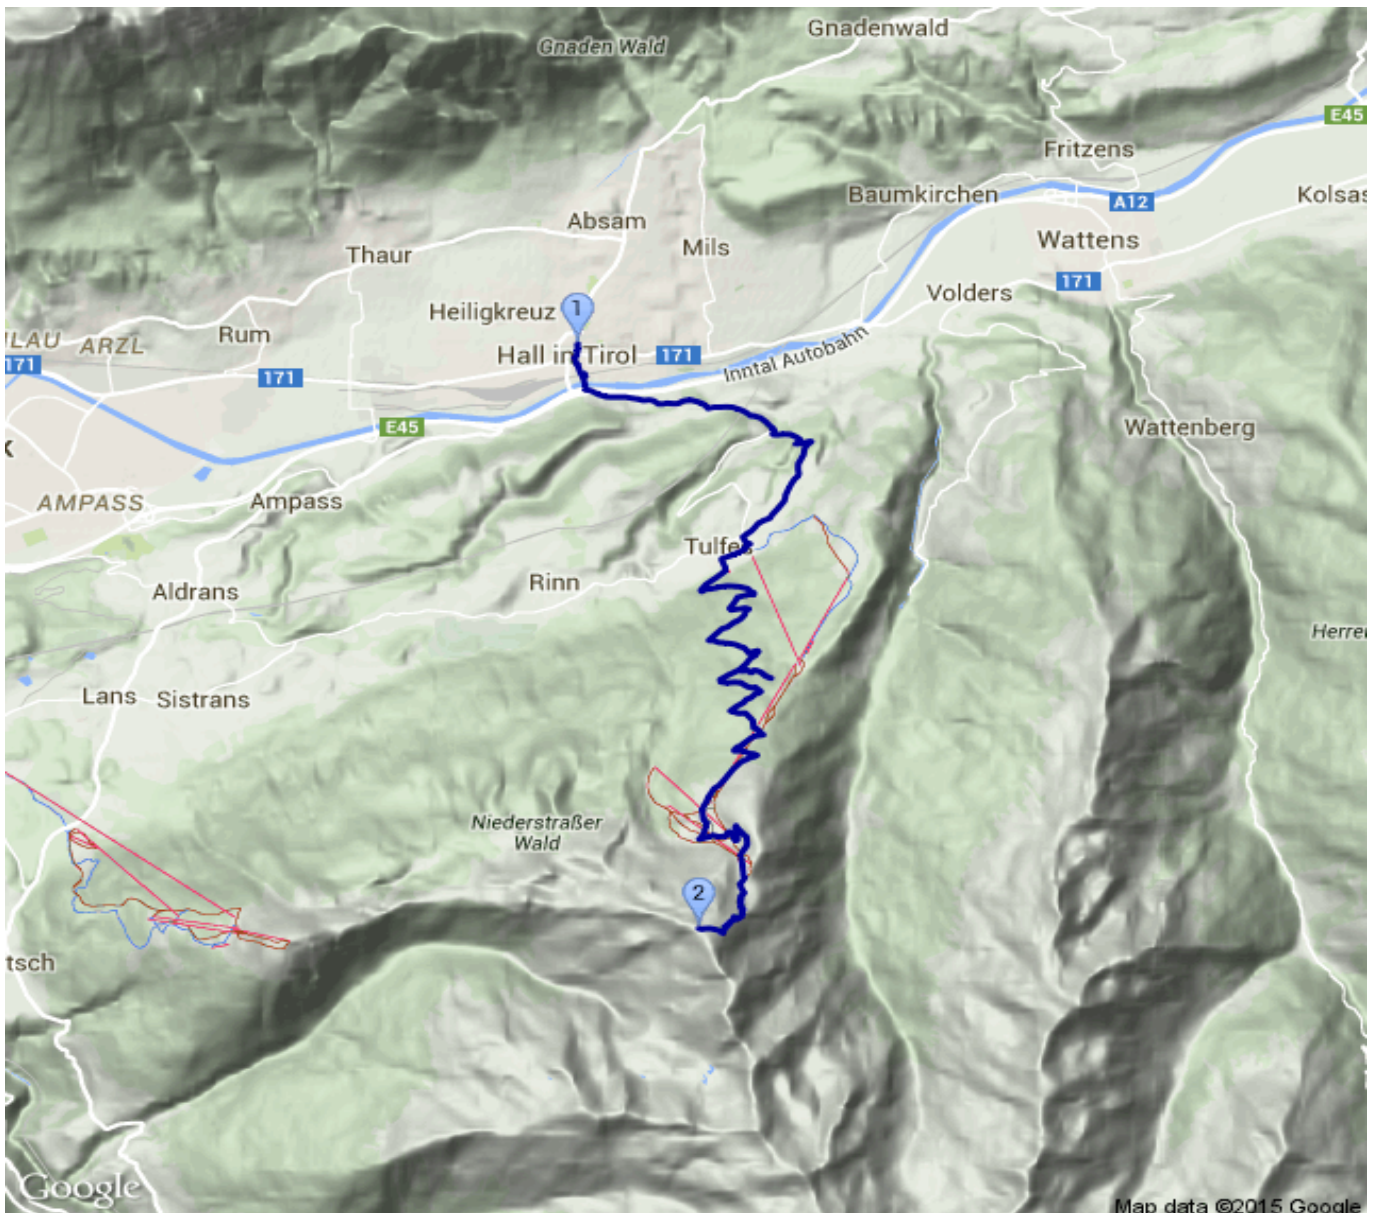 Gnadenwald
Gnaden Wald
E45
Fritzens
Baumkirchen
Kolsas
A12
Absam
Mils
Wattens
Thaur
171
Volders
Heiligkreuz
1
LAU ARZL
Rum
Hall in Tirol
171
Inntal Autobahn
171
171
E45
Wattenberg
K
AMPASS
Ampass
Tulfes
Rinn
Aldrans
Herre
Lans
Sistrans
Niederstraßer
Wald
2
tsch
Google
Map data ©2015 Google